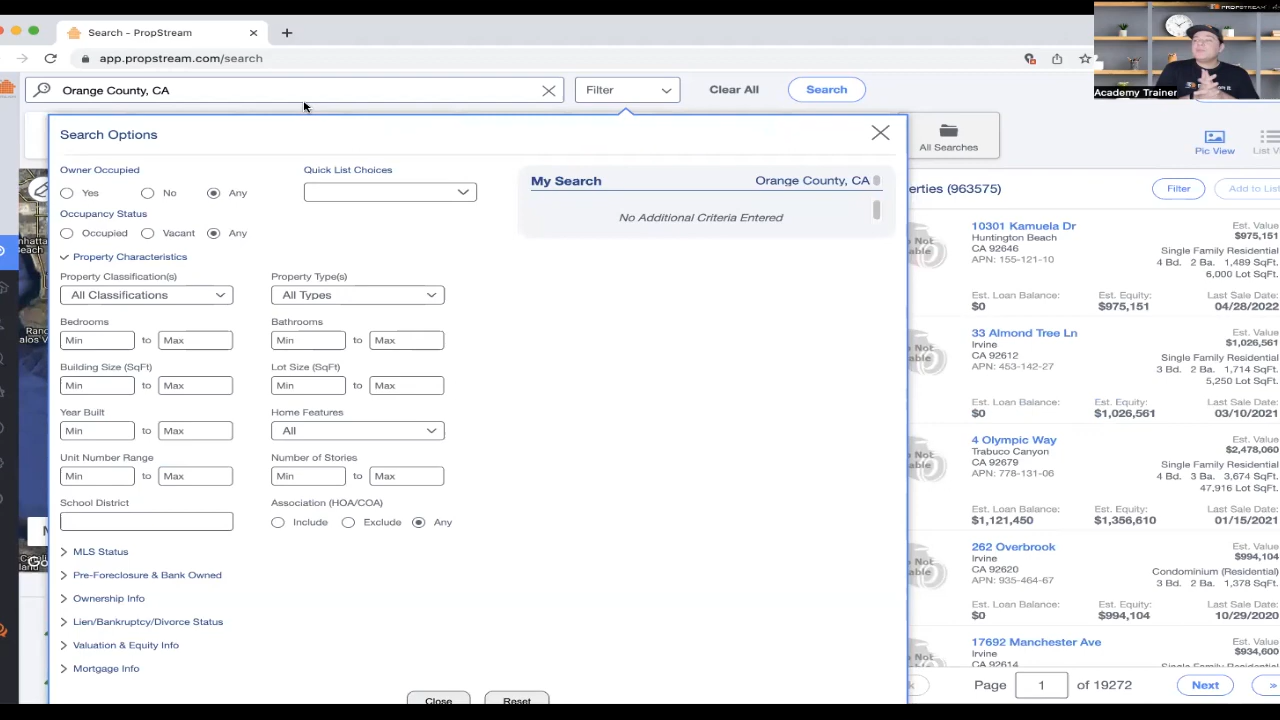 Search - PropStream
app.propstream.com/search
PROPSTREAM
Academy Trainer
Orange County, CA
Filter
Clear All
Search
Search Options
Owner Occupied
Yes
No
Any
Quick List Choices
Occupancy Status
Occupied
Vacant
Any
My Search
Orange County, CA
No Additional Criteria Entered
Property Characteristics
Property Classification(s)
Property Type(s)
All Classifications
All Types
Bedrooms
Bathrooms
Min to Max
Min to Max
Building Size (SqFt)
Lot Size (SqFt)
Min to Max
Min to Max
Year Built
Home Features
Min to Max
All
Unit Number Range
Number of Stories
Min to Max
Min to Max
School District
Association (HOA/COA)
Include
Exclude
Any
MLS Status
Pre-Foreclosure & Bank Owned
Ownership Info
Lien/Bankruptcy/Divorce Status
Valuation & Equity Info
Mortgage Info
Close
Reset
All Searches
Pic View
List V
erties (963575)
Filter
Add to List
10301 Kamuela Dr
Huntington Beach
CA 92646
APN: 155-121-10
Est. Value
$975,151
Single Family Residential
4 Bd. 2 Ba. 1,489 SqFt.
6,000 Lot SqFt.
Est. Loan Balance: Est. Equity: Last Sale Date:
$0 $975,151 04/28/2022
33 Almond Tree Ln
Irvine
CA 92612
APN: 453-142-27
Est. Value
$1,026,561
Single Family Residential
3 Bd. 2 Ba. 1,714 SqFt.
5,250 Lot SqFt.
Est. Loan Balance: Est. Equity: Last Sale Date:
$0 $1,026,561 03/10/2021
4 Olympic Way
Trabuco Canyon
CA 92679
APN: 778-131-06
Est. Value
$2,478,060
Single Family Residential
4 Bd. 3 Ba. 3,674 SqFt.
47,916 Lot SqFt.
Est. Loan Balance: Est. Equity: Last Sale Date:
$1,121,450 $1,356,610 01/15/2021
262 Overbrook
Irvine
CA 92620
APN: 935-464-67
Est. Value
$994,104
Condominium (Residential)
3 Bd. 2 Ba. 1,378 SqFt.
Est. Loan Balance: Est. Equity: Last Sale Date:
$0 $994,104 10/29/2020
17692 Manchester Ave
Irvine
CA 92614
Est. Value
$934,600
Single Family Residential
Page 1 of 19272
Next